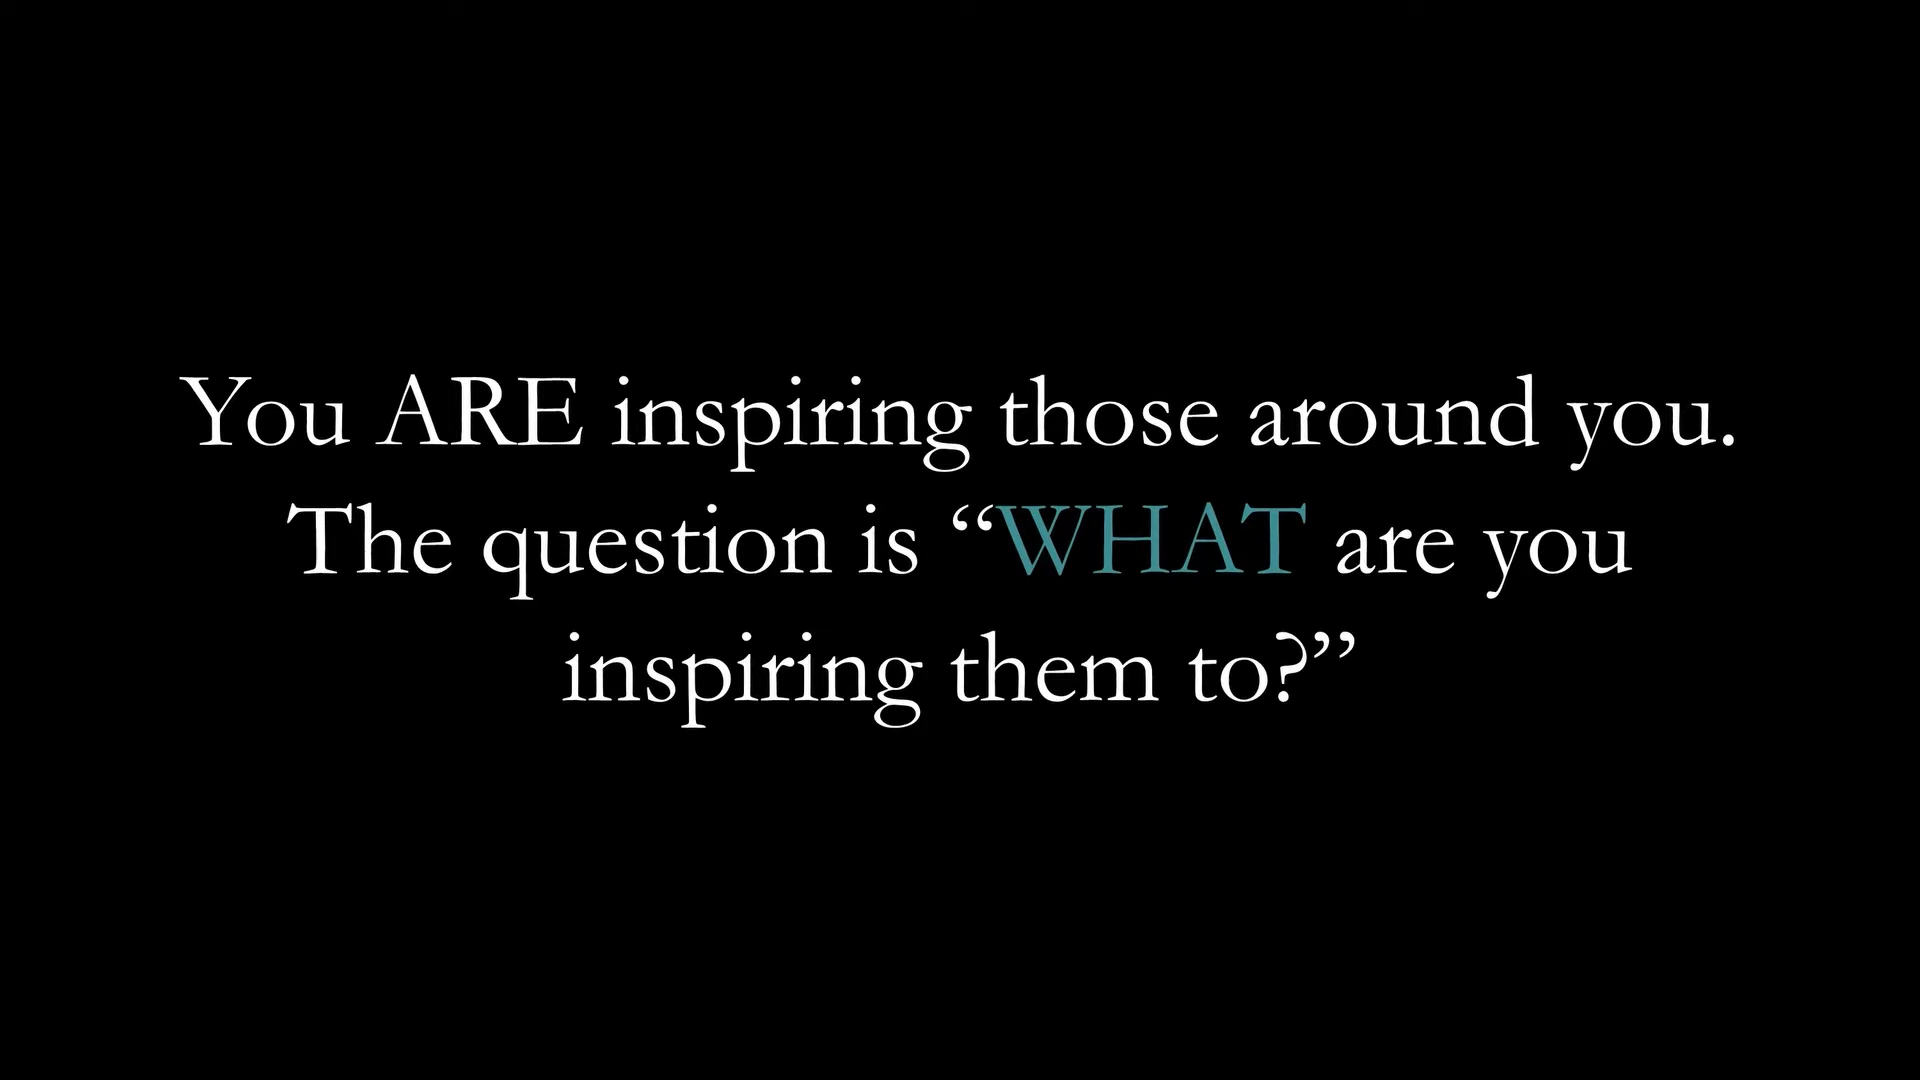 You ARE inspiring those around you.
The question is “WHAT are you
inspiring them to?”